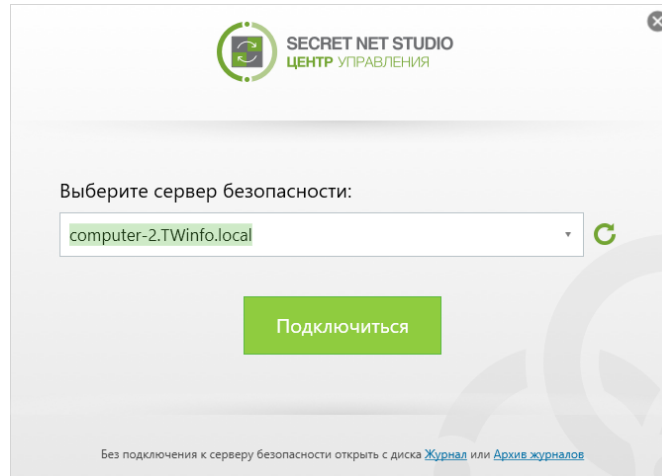 SECRET NET STUDIO
ЦЕНТР УПРАВЛЕНИЯ
Выберите сервер безопасности:
computer-2.TWinfo.local
Подключиться
Без подключения к серверу безопасности открыть с диска Журнал или Архив журналов